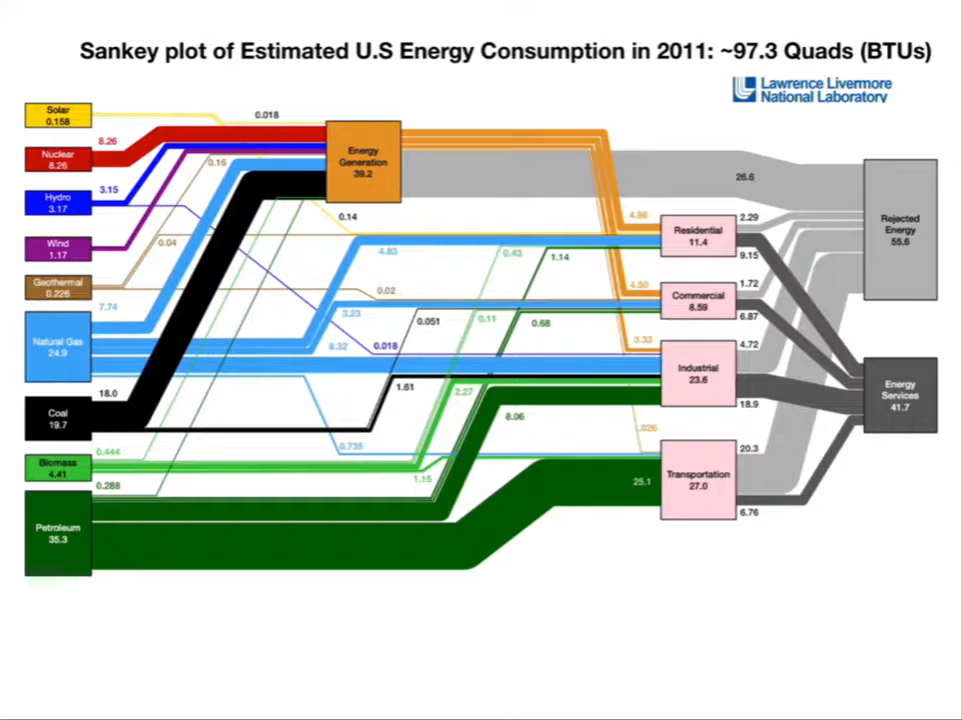 Sankey plot of Estimated U.S Energy Consumption in 2011: ~97.3 Quads (BTUs)
Lawrence Livermore
National Laboratory
Solar
0.158
0.018
8.26
Nuclear
8.26
Energy
Generation
39.2
0.16
26.6
3.15
Hydro
3.17
0.14
4.86
2.29
Residential
11.4
Rejected
Energy
55.6
Wind
1.17
0.04
4.83
0.43
1.14
9.15
Geothermal
0.226
0.02
4.50
1.72
Commercial
8.59
7.74
3.23
0.051
0.11
0.68
6.87
Natural Gas
24.9
8.32
0.018
3.33
4.72
Industrial
23.6
18.0
1.61
2.27
18.9
Energy
Services
41.7
Coal
19.7
8.06
.026
0.444
0.735
20.3
Biomass
4.41
1.15
25.1
Transportation
27.0
0.288
6.76
Petroleum
35.3